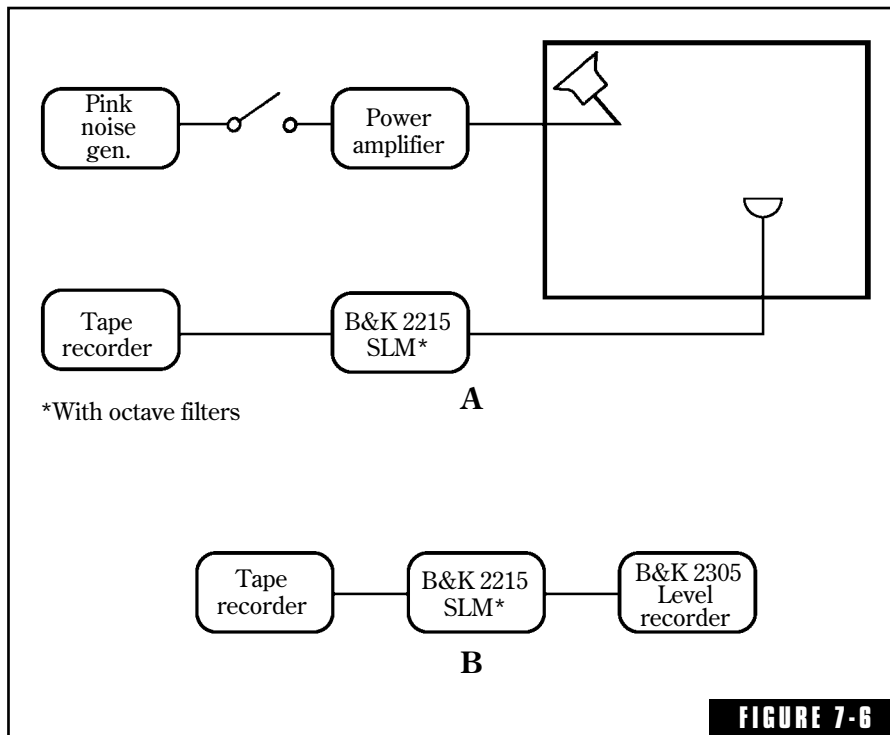 Pink
noise
gen.
Power
amplifier
Tape
recorder
B&K 2215
SLM*
A
*With octave filters
Tape
recorder
B&K 2215
SLM*
B&K 2305
Level
recorder
B
FIGURE 7-6